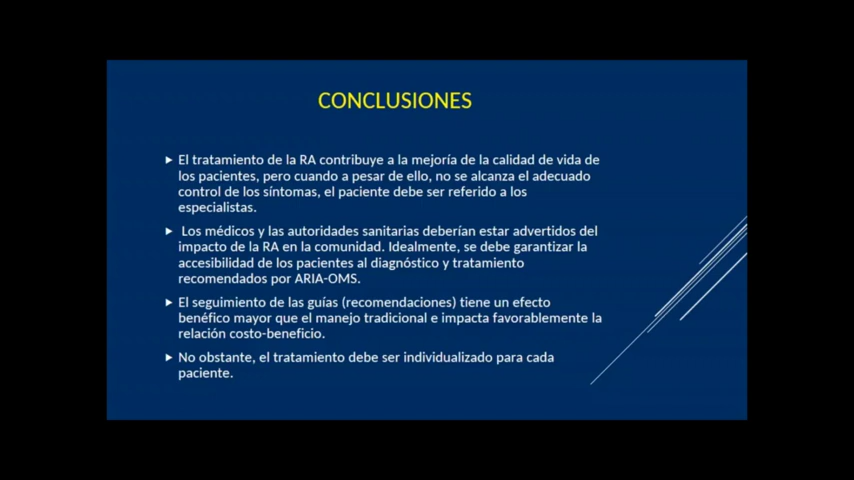 CONCLUSIONES
El tratamiento de la RA contribuye a la mejoría de la calidad de vida de
los pacientes, pero cuando a pesar de ello, no se alcanza el adecuado
control de los síntomas, el paciente debe ser referido a los
especialistas.
Los médicos y las autoridades sanitarias deberían estar advertidos del
impacto de la RA en la comunidad. Idealmente, se debe garantizar la
accesibilidad de los pacientes al diagnóstico y tratamiento
recomendados por ARIA-OMS.
El seguimiento de las guías (recomendaciones) tiene un efecto
benéfico mayor que el manejo tradicional e impacta favorablemente la
relación costo-beneficio.
No obstante, el tratamiento debe ser individualizado para cada
paciente.